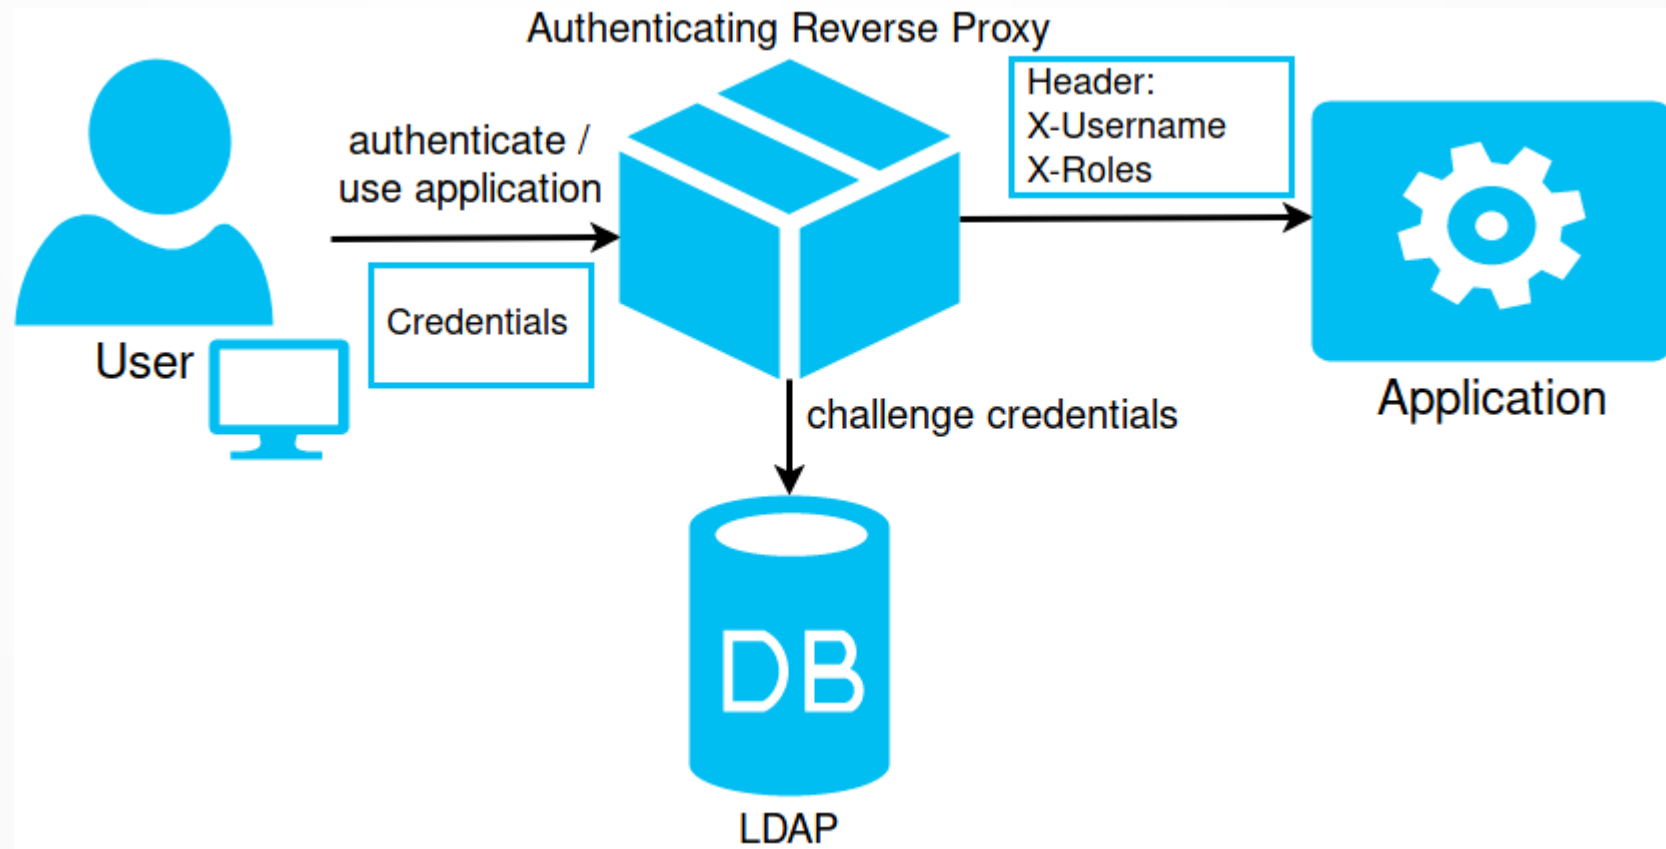 Authenticating Reverse Proxy
Header:
X-Username
X-Roles
authenticate /
use application
Credentials
User
challenge credentials
Application
DB
LDAP